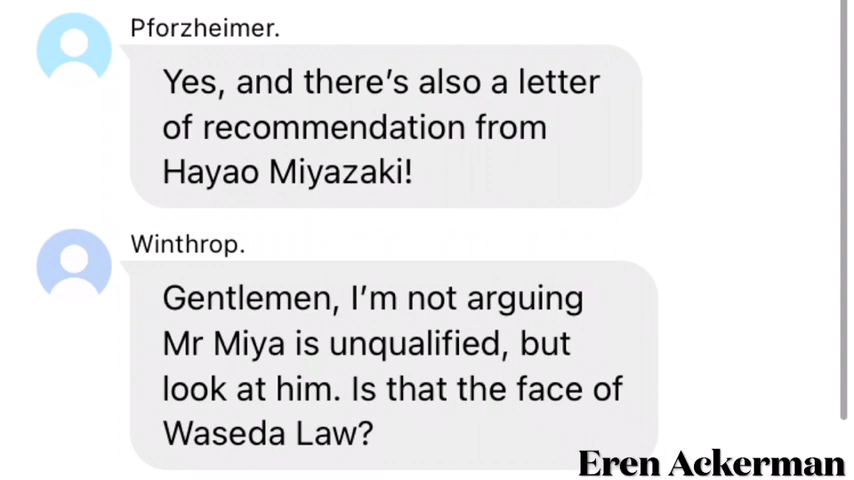 Pforzheimer.
Yes, and there's also a letter
of recommendation from
Hayao Miyazaki!
Winthrop.
Gentlemen, I'm not arguing
Mr Miya is unqualified, but
look at him. Is that the face of
Waseda Law?
Eren Ackerman